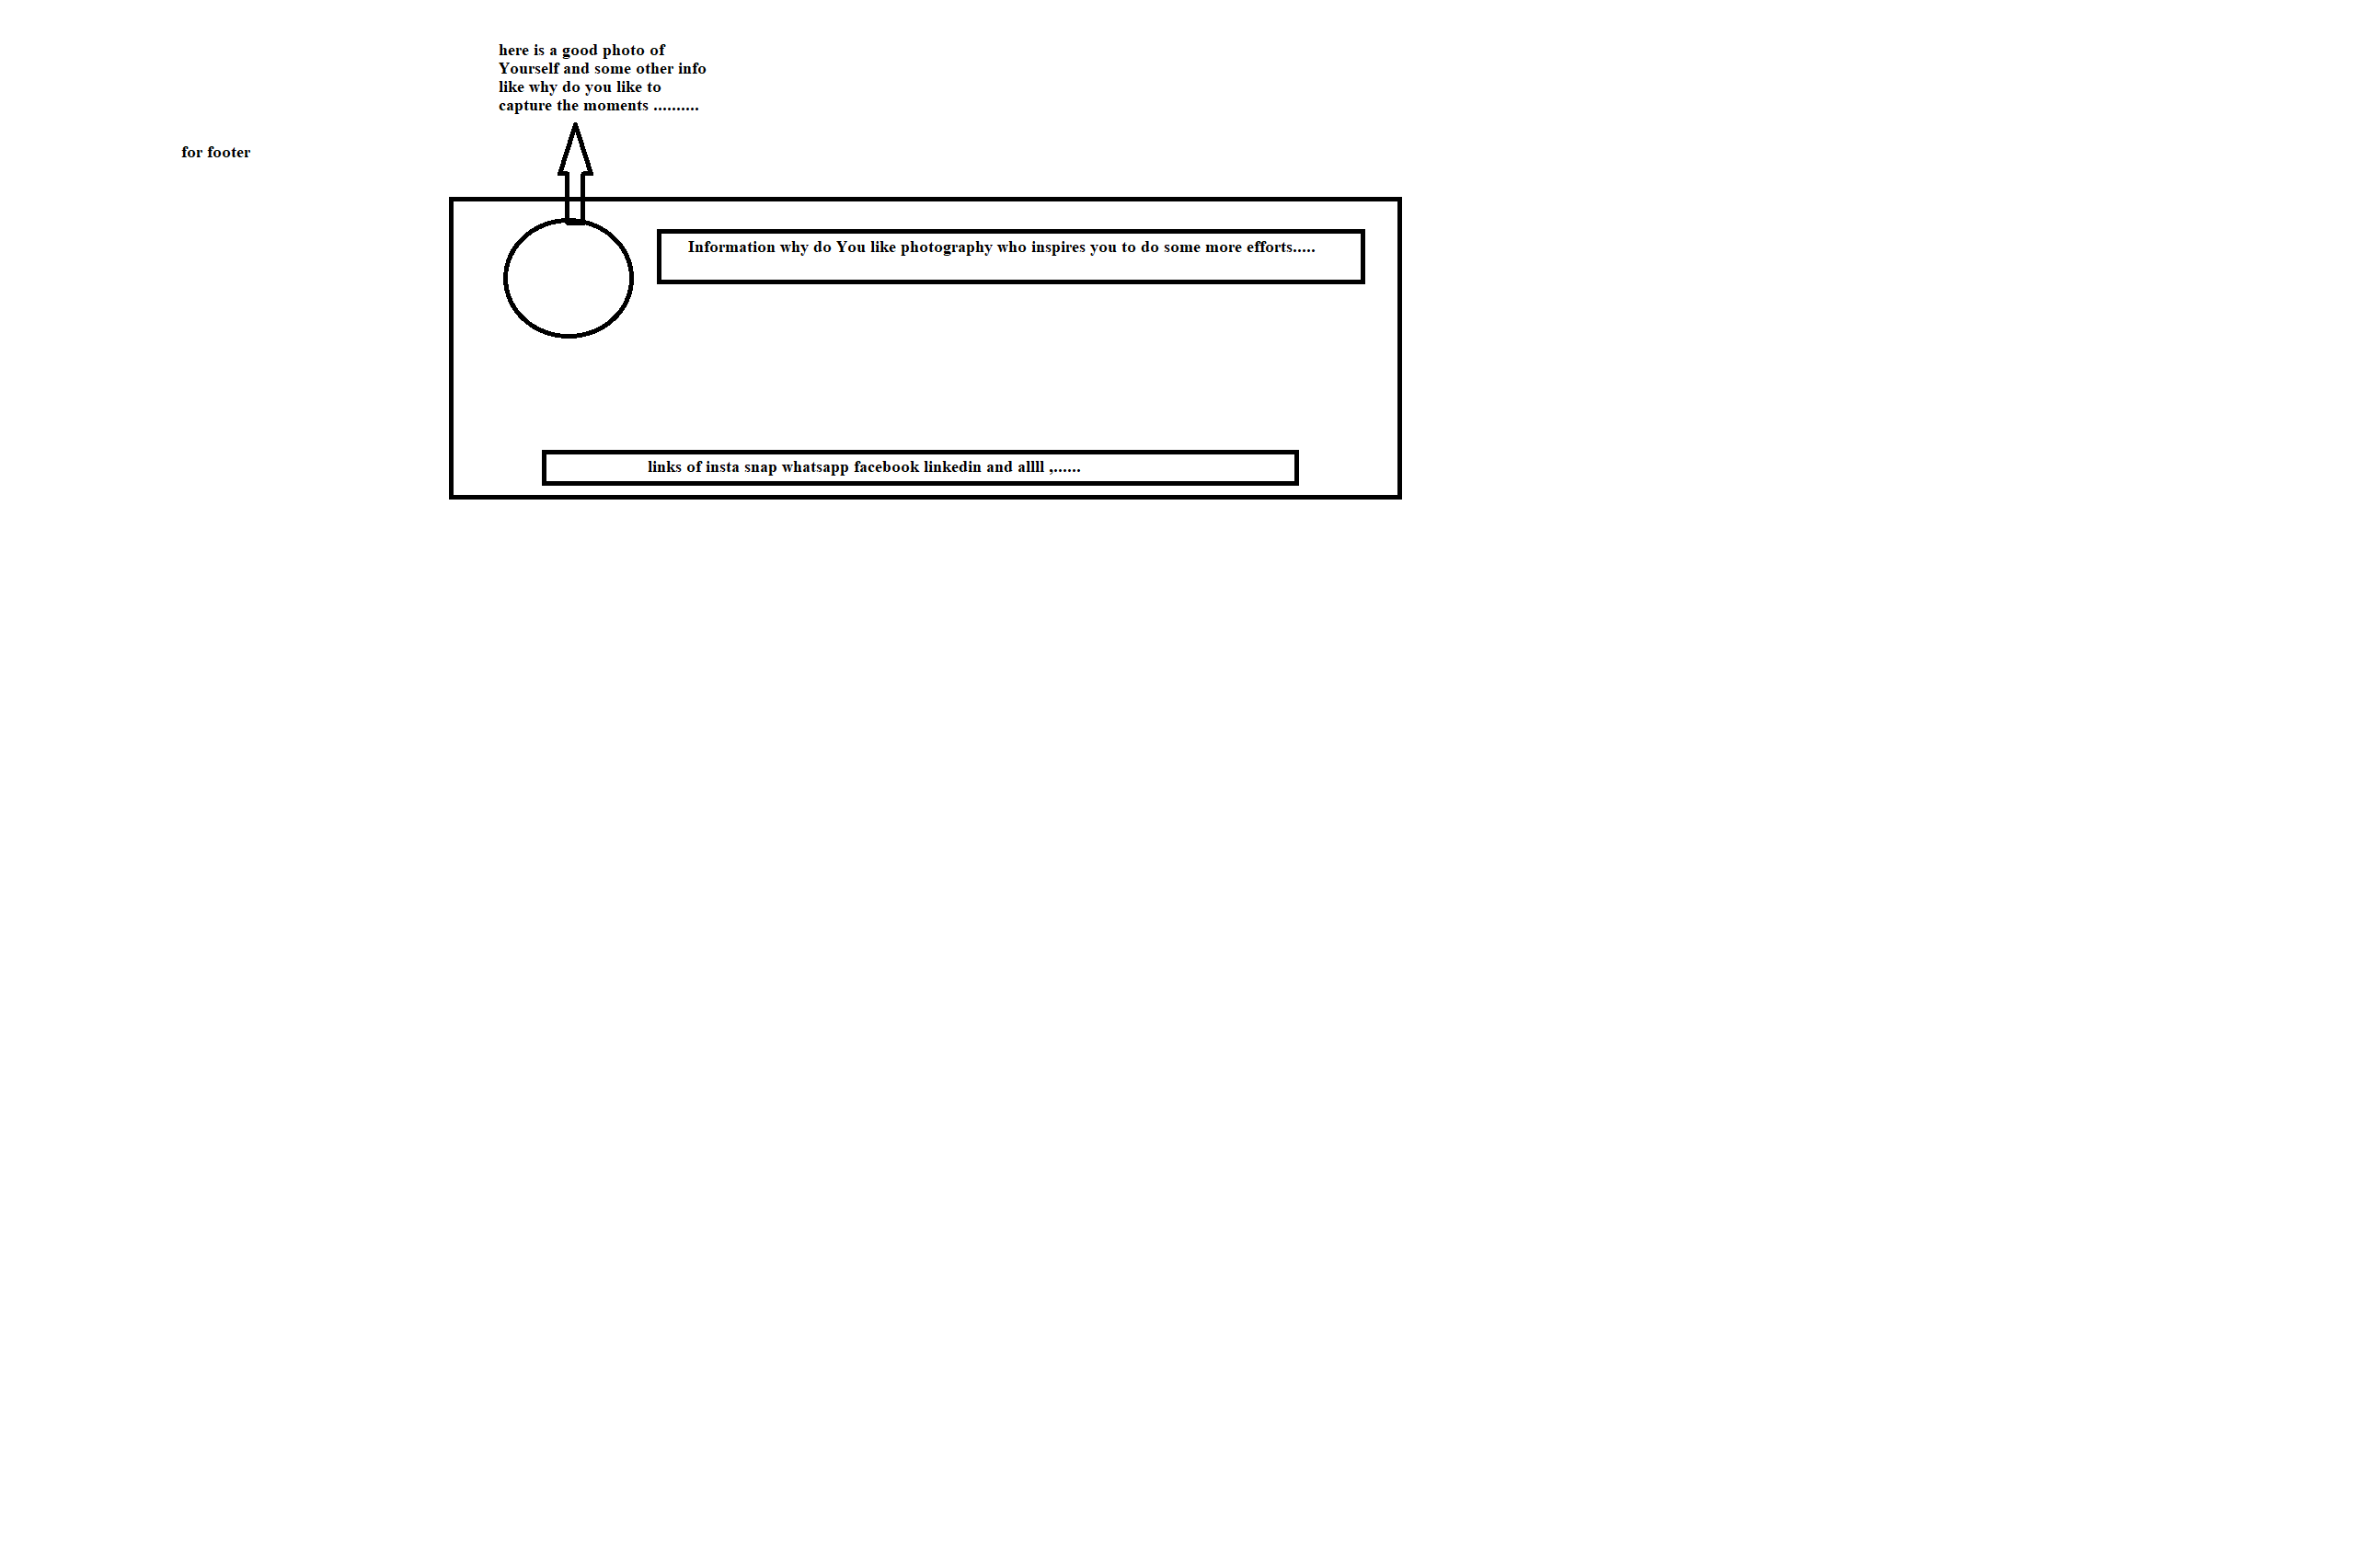 here is a good photo of
Yourself and some other info
like why do you like to
capture the moments ..........
for footer
Information why do You like photography who inspires you to do some more efforts.....
links of insta snap whatsapp facebook linkedin and allll ,......